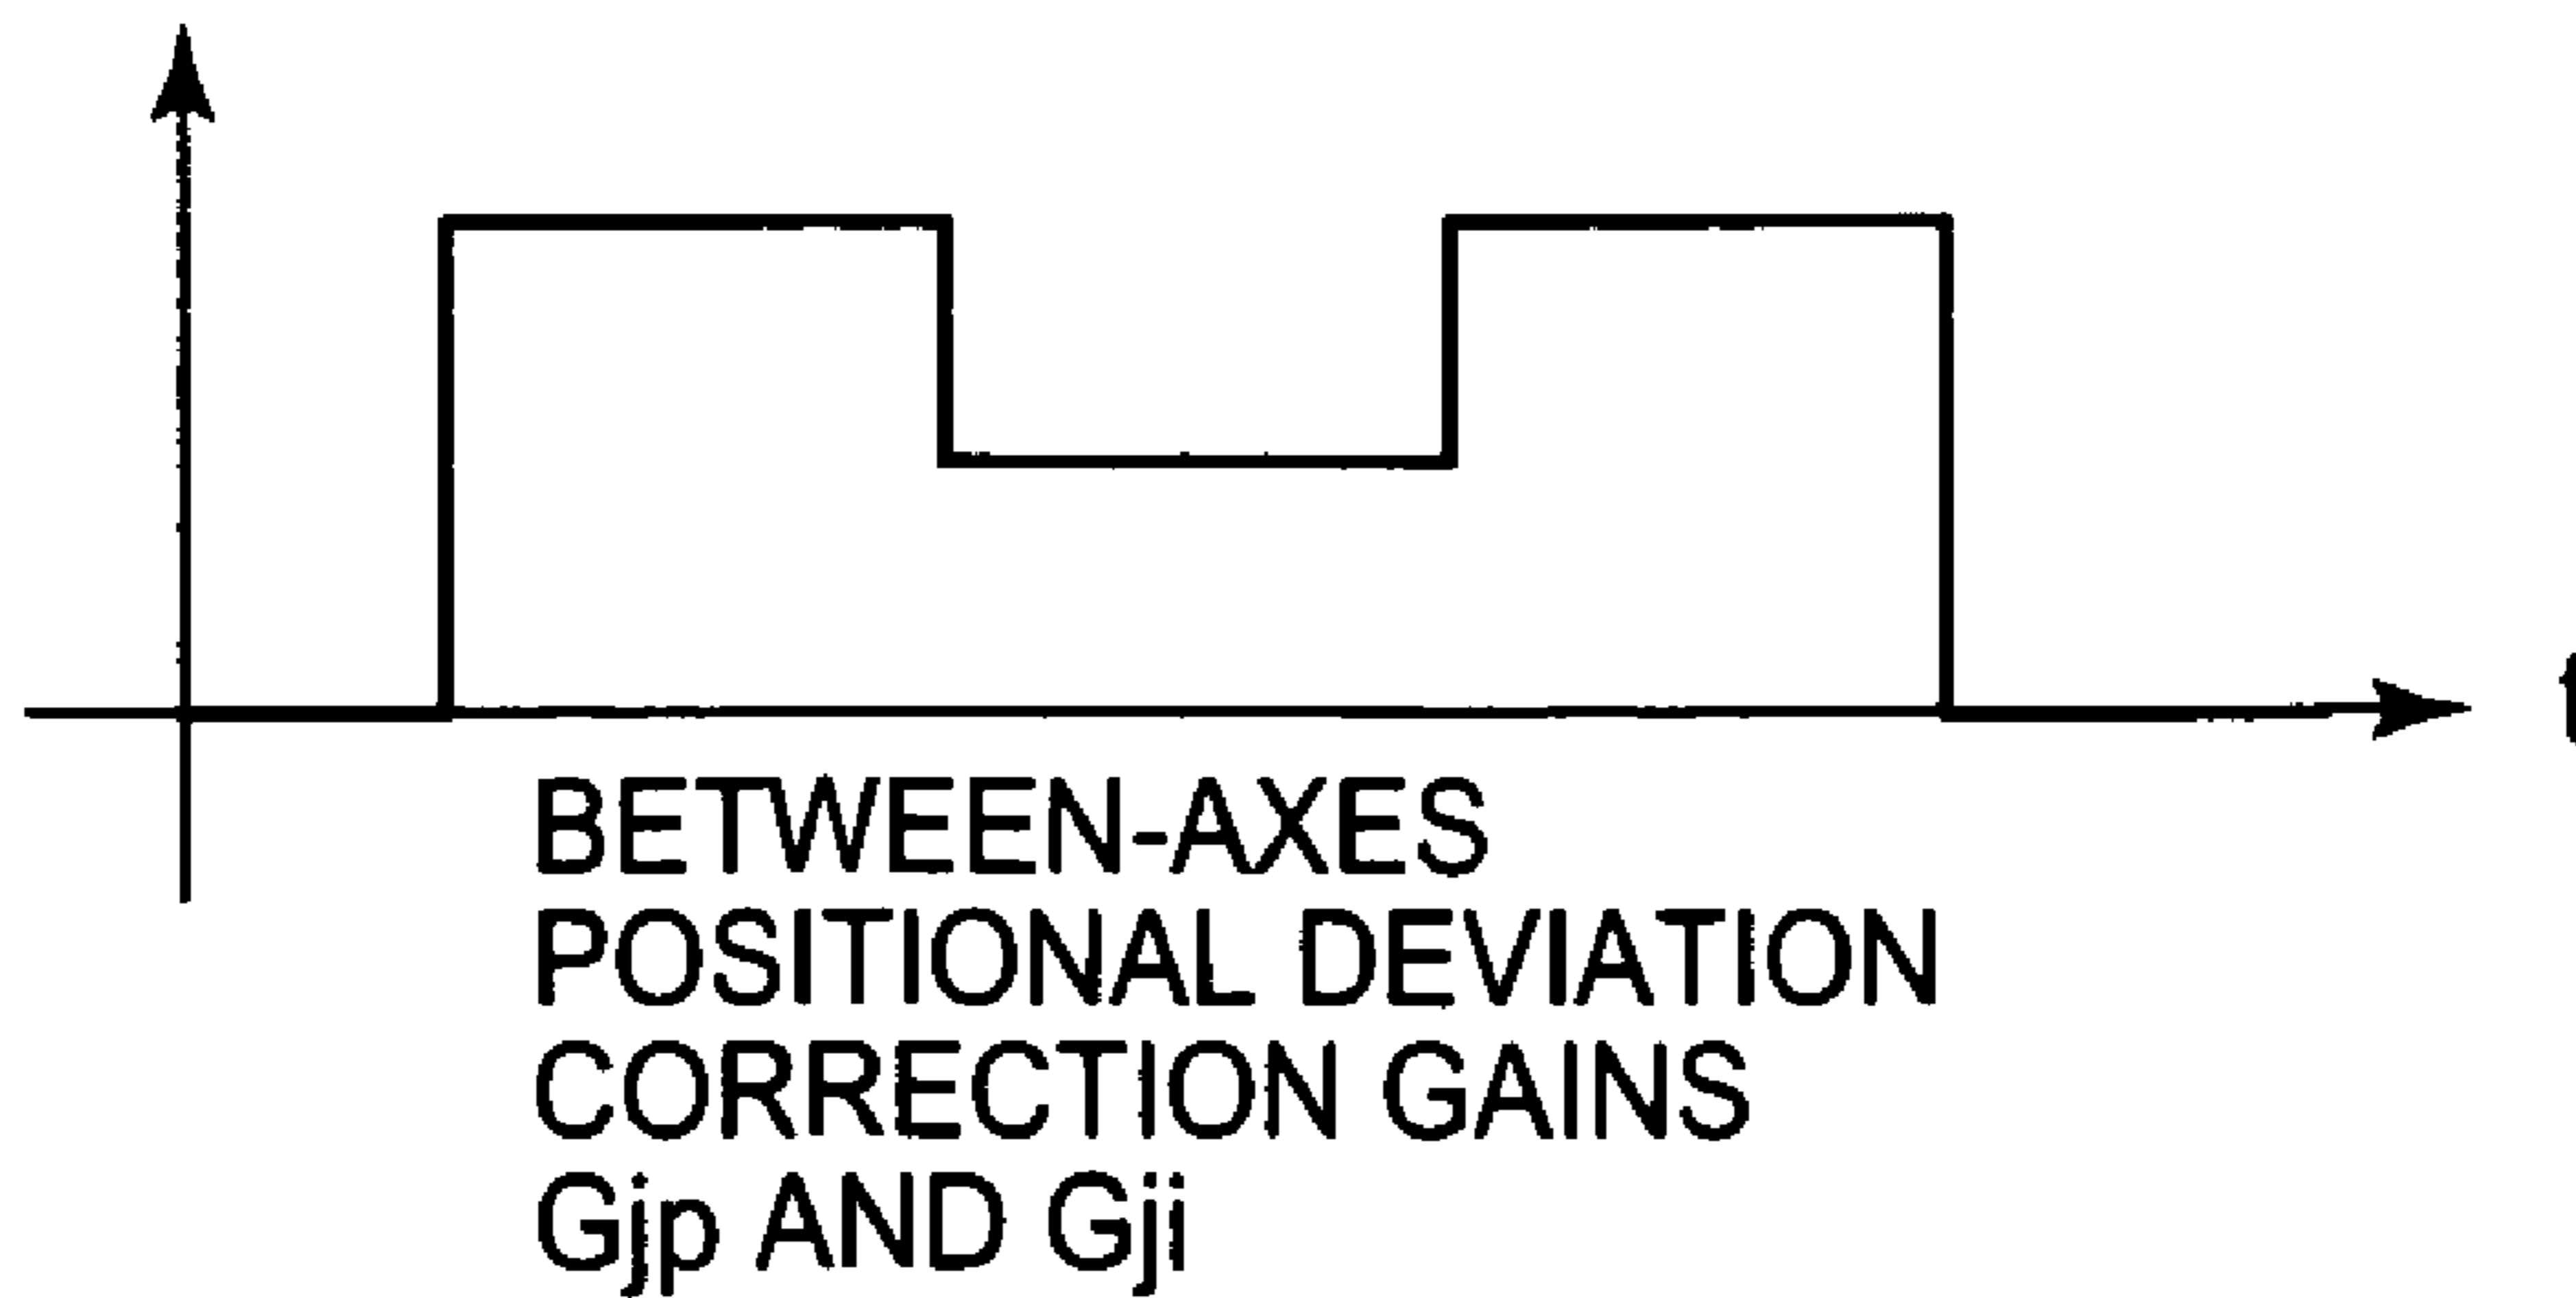 t
BETWEEN-AXES
POSITIONAL DEVIATION
CORRECTION GAINS
Gjp AND Gji